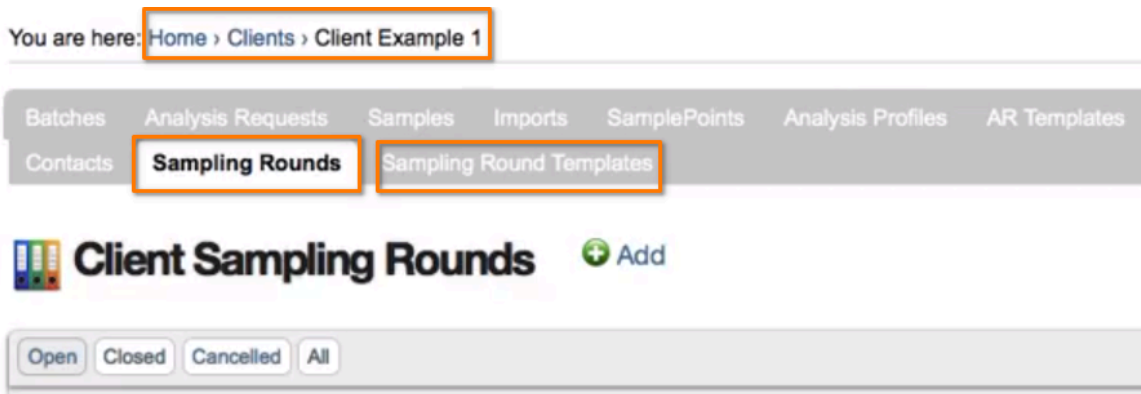 You are here: Home › Clients › Client Example 1
Batches Analysis Requests Samples Imports SamplePoints Analysis Profiles AR Templates
Contacts Sampling Rounds Sampling Round Templates
Client Sampling Rounds Add
Open Closed Cancelled All